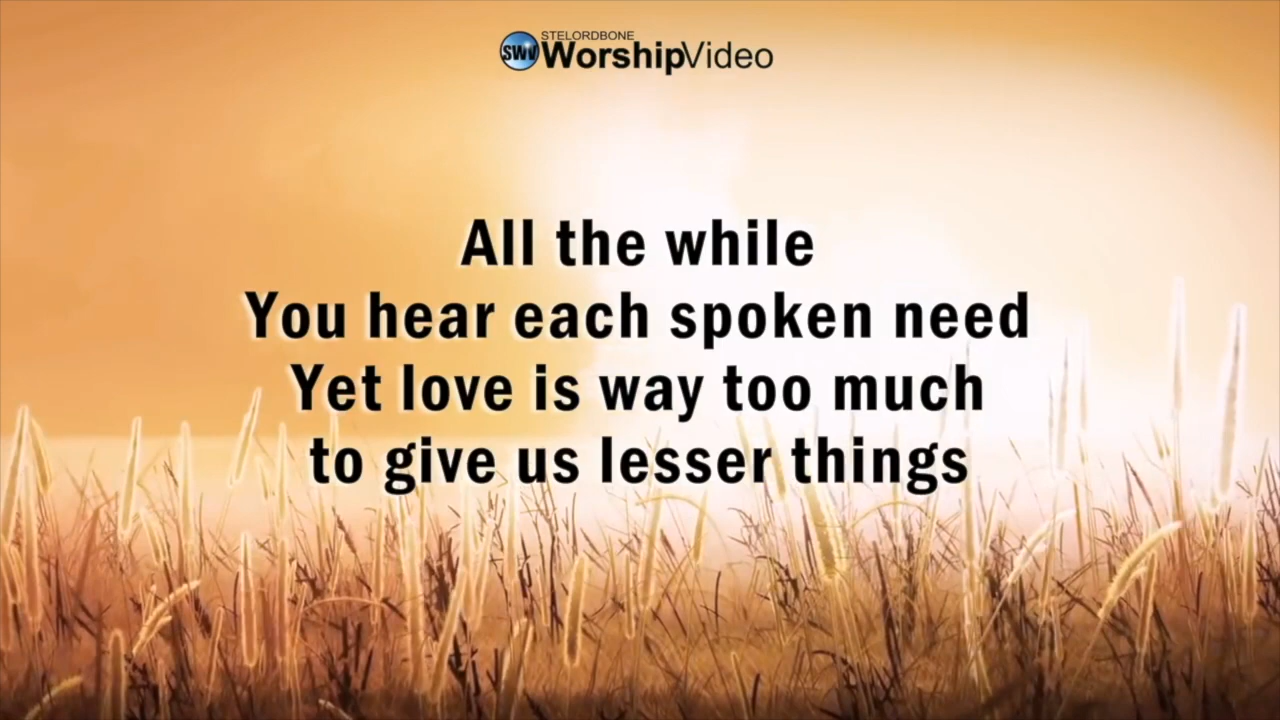 SWV STELORDBONE
WorshipVideo
All the while
You hear each spoken need
Yet love is way too much
to give us lesser things